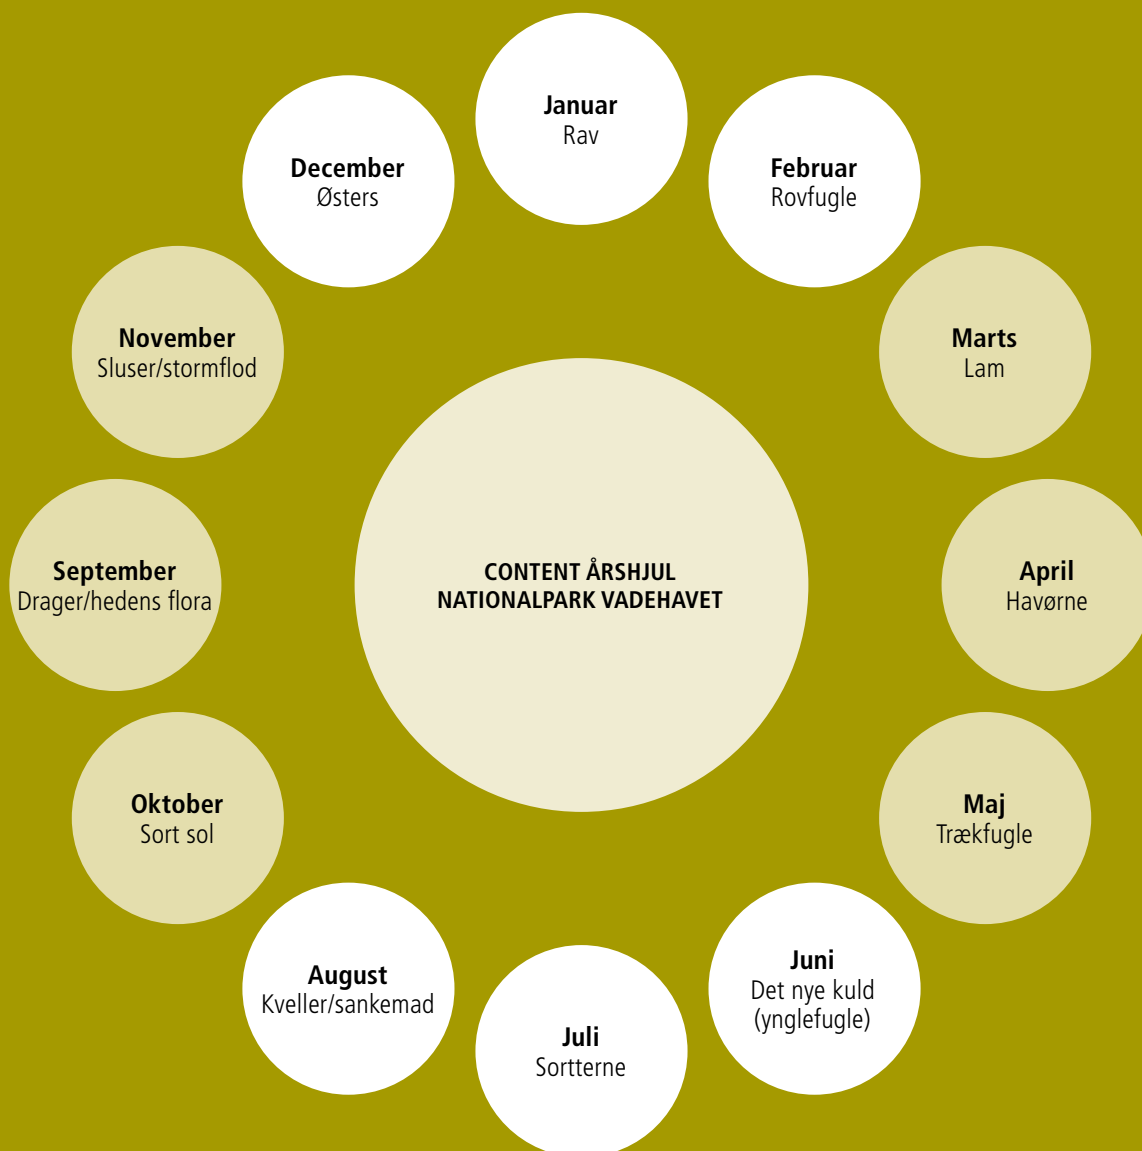 Januar
Rav
Februar
Rovfugle
Marts
Lam
April
Havørne
Maj
Trækfugle
Juni
Det nye kuld
(ynglefugle)
Juli
Sortterne
August
Kveller/sankemad
Oktober
Sort sol
September
Drager/hedens flora
November
Sluser/stormflod
December
Østers
CONTENT ÅRSHJUL
NATIONALPARK VADEHAVET